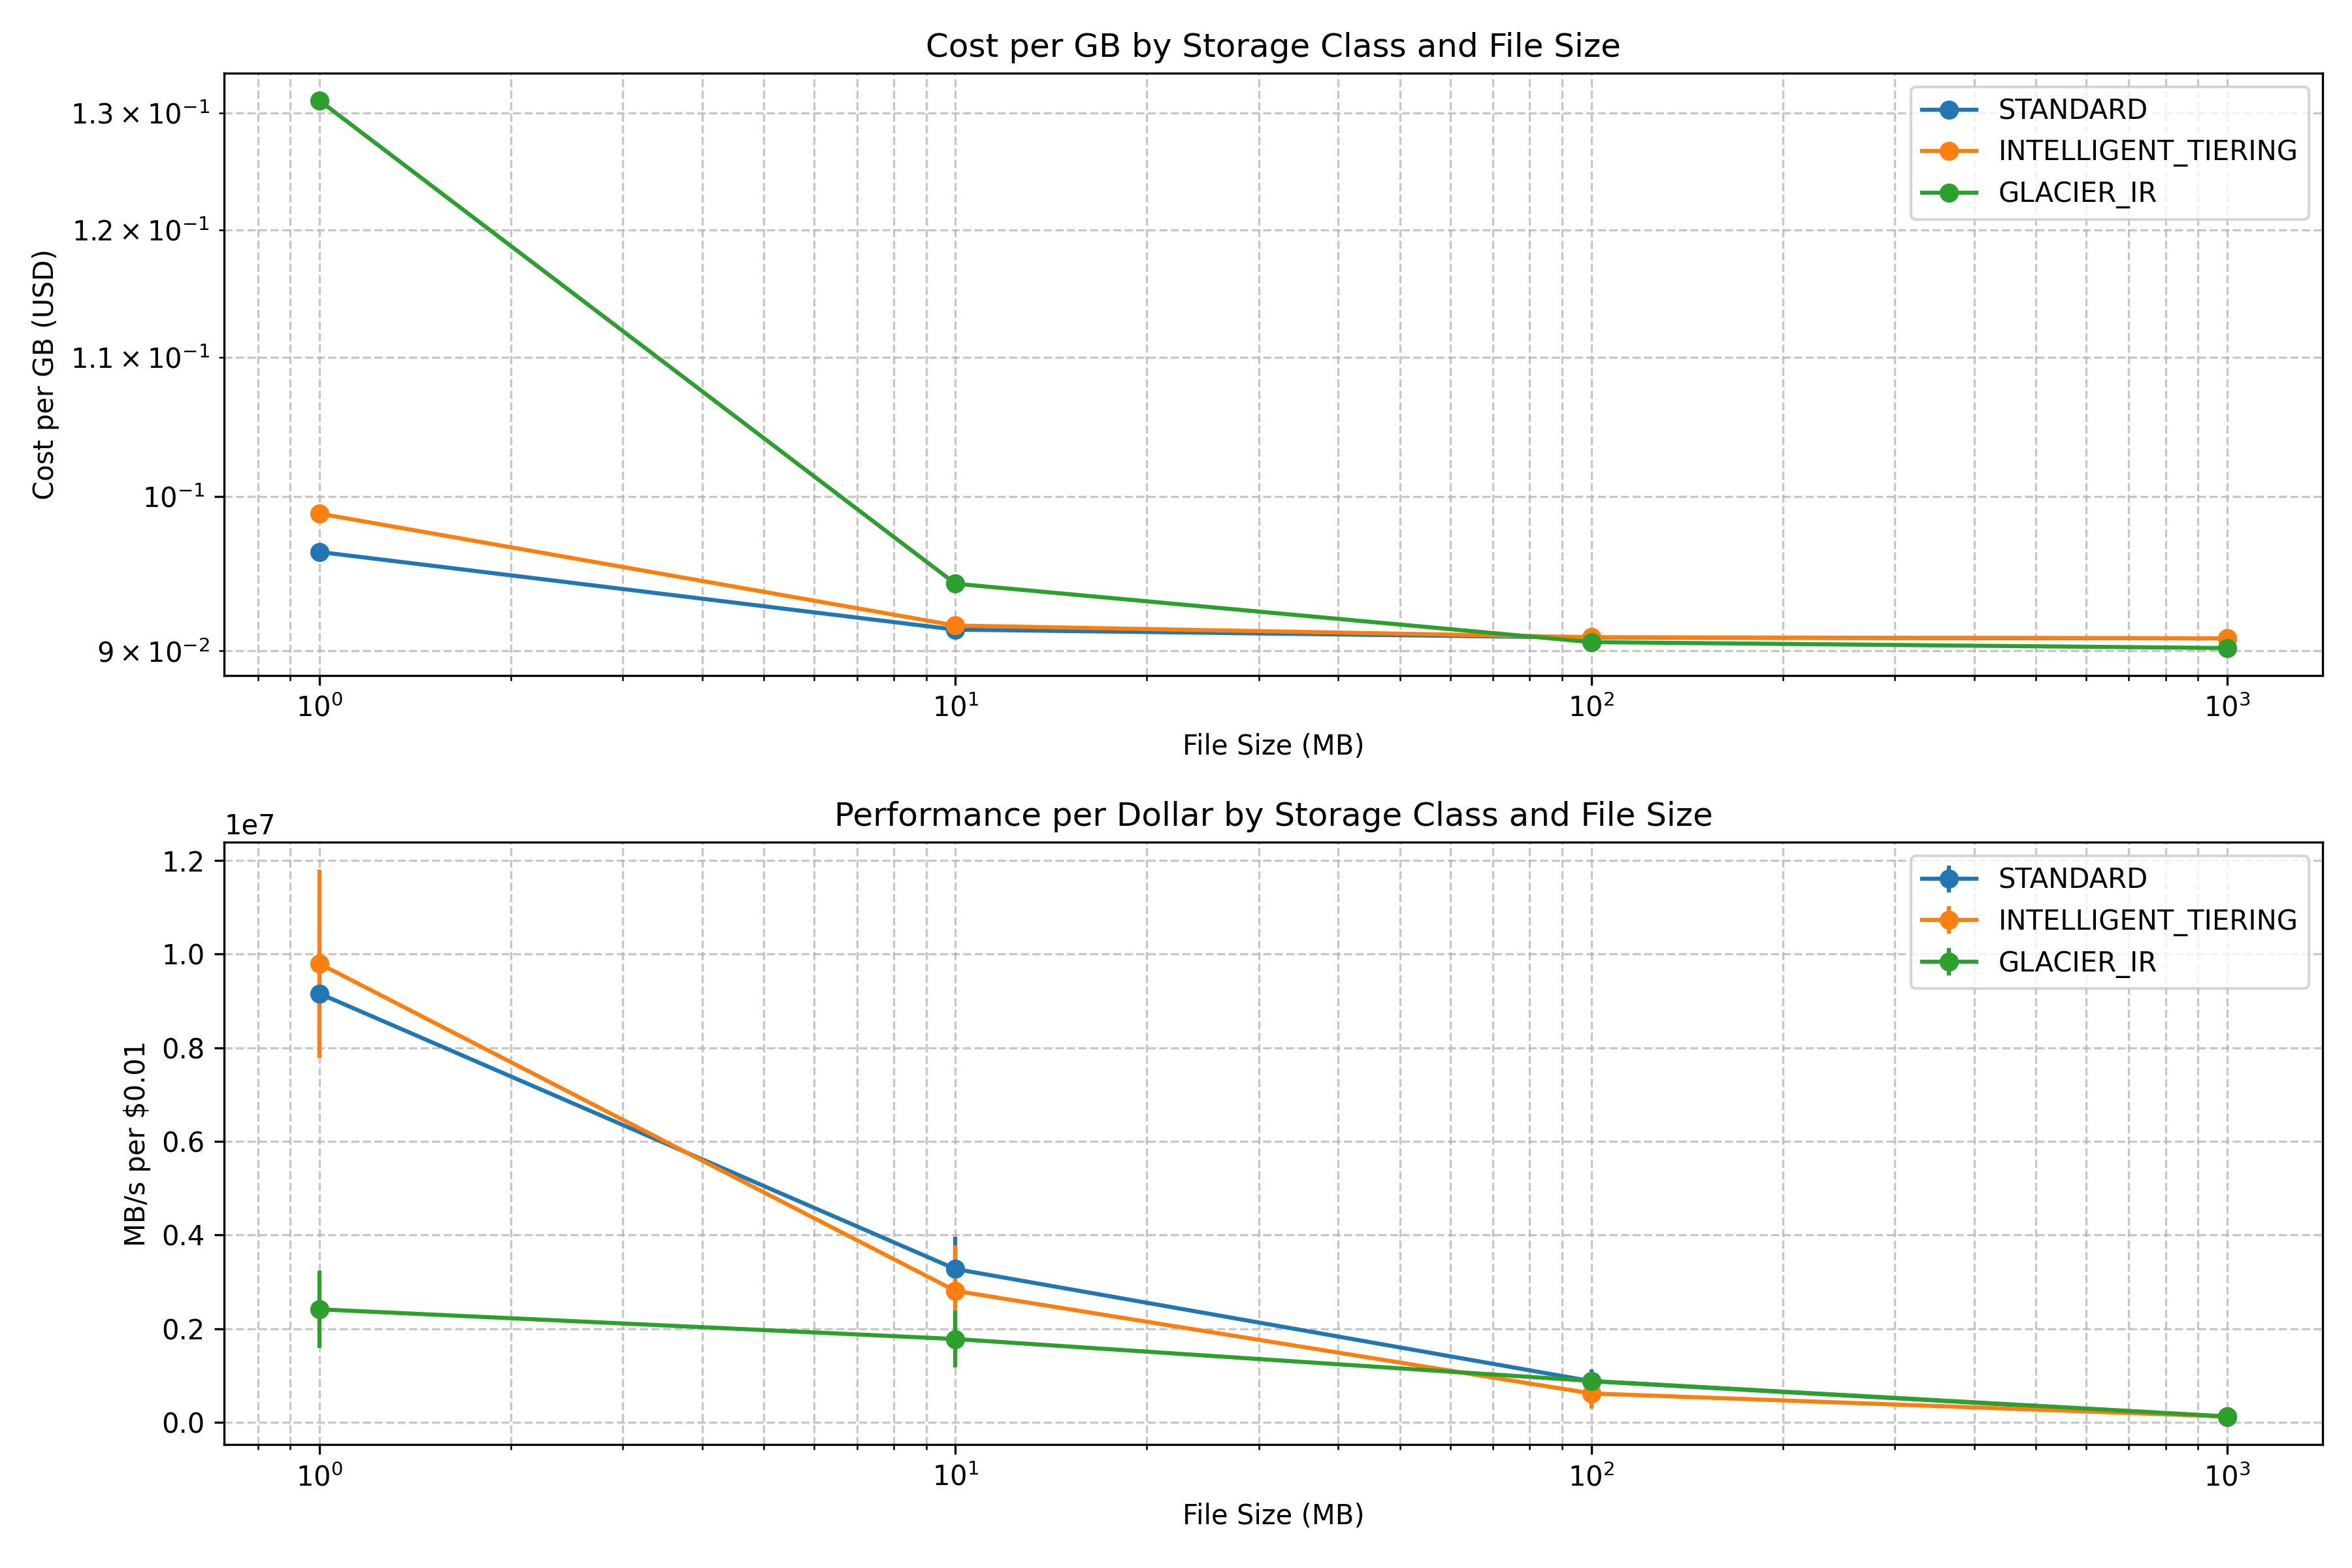 Cost per GB by Storage Class and File Size
1.3 × 10⁻¹
1.2 × 10⁻¹
1.1 × 10⁻¹
10⁻¹
9 × 10⁻²
Cost per GB (USD)
STANDARD
INTELLIGENT_TIERING
GLACIER_IR
10⁰ 10¹ 10² 10³
File Size (MB)
Performance per Dollar by Storage Class and File Size
1e7
1.2
1.0
0.8
0.6
0.4
0.2
0.0
MB/s per $0.01
STANDARD
INTELLIGENT_TIERING
GLACIER_IR
10⁰ 10¹ 10² 10³
File Size (MB)